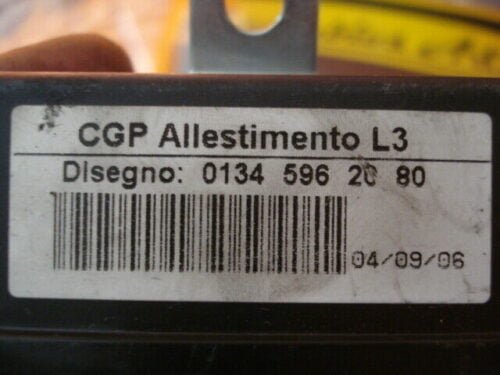 CGP Allestimento L3
Disegno: 0134 596 20 80
04/09/06